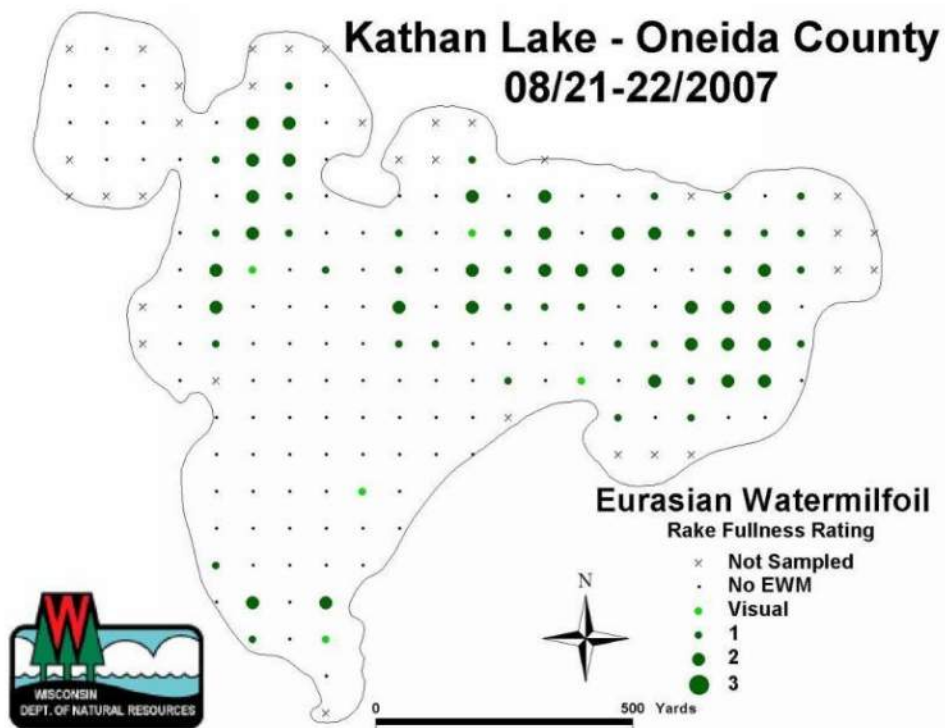 Kathan Lake - Oneida County
08/21-22/2007
Eurasian Watermilfoil
Rake Fullness Rating
Not Sampled
No EWM
Visual
1
2
3
N
0 500 Yards
W
WISCONSIN
DEPT. OF NATURAL RESOURCES